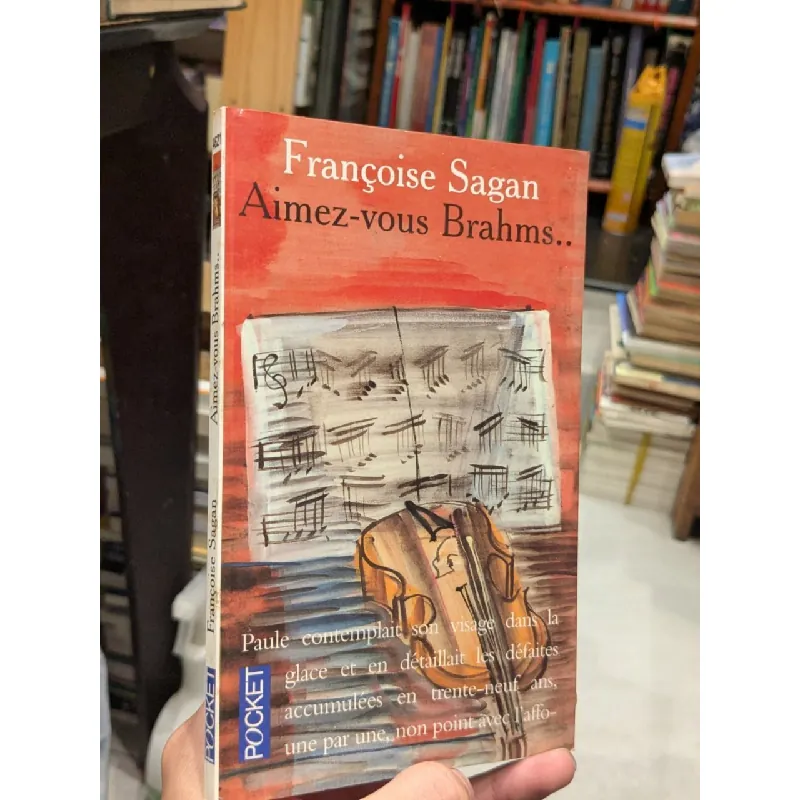 Françoise Sagan
Aimez-vous Brahms..
Paule contemplait son visage dans la
glace et en détaillait les défaites
accumulées en trente-neuf ans,
une par une, non point avec l'affo-
POCKET
POCKET
Françoise Sagan
Aimez-vous Brahms..